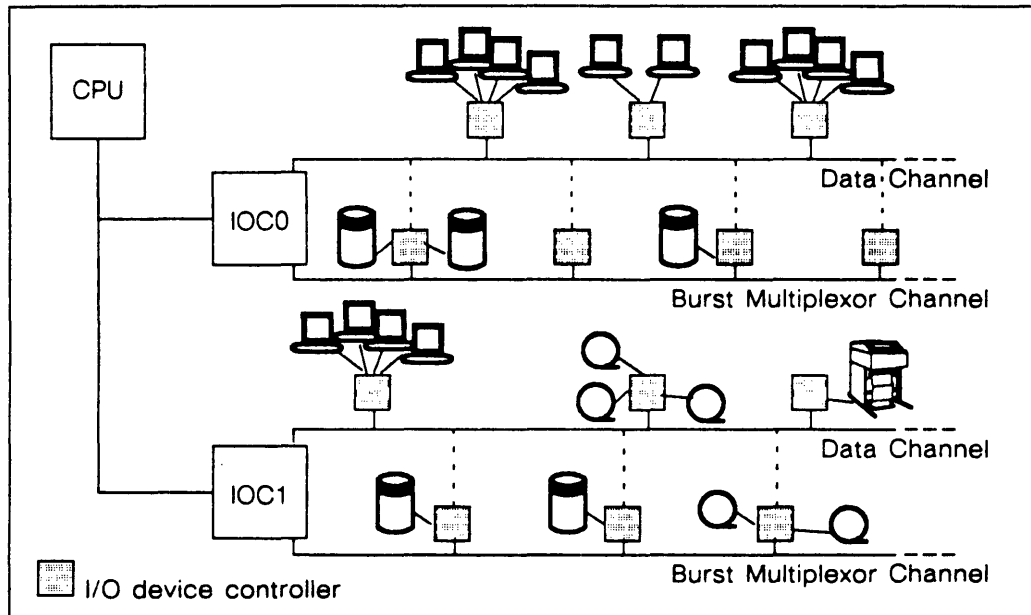 CPU
Data Channel
IOC0
Burst Multiplexor Channel
Data Channel
IOC1
Burst Multiplexor Channel
I/O device controller